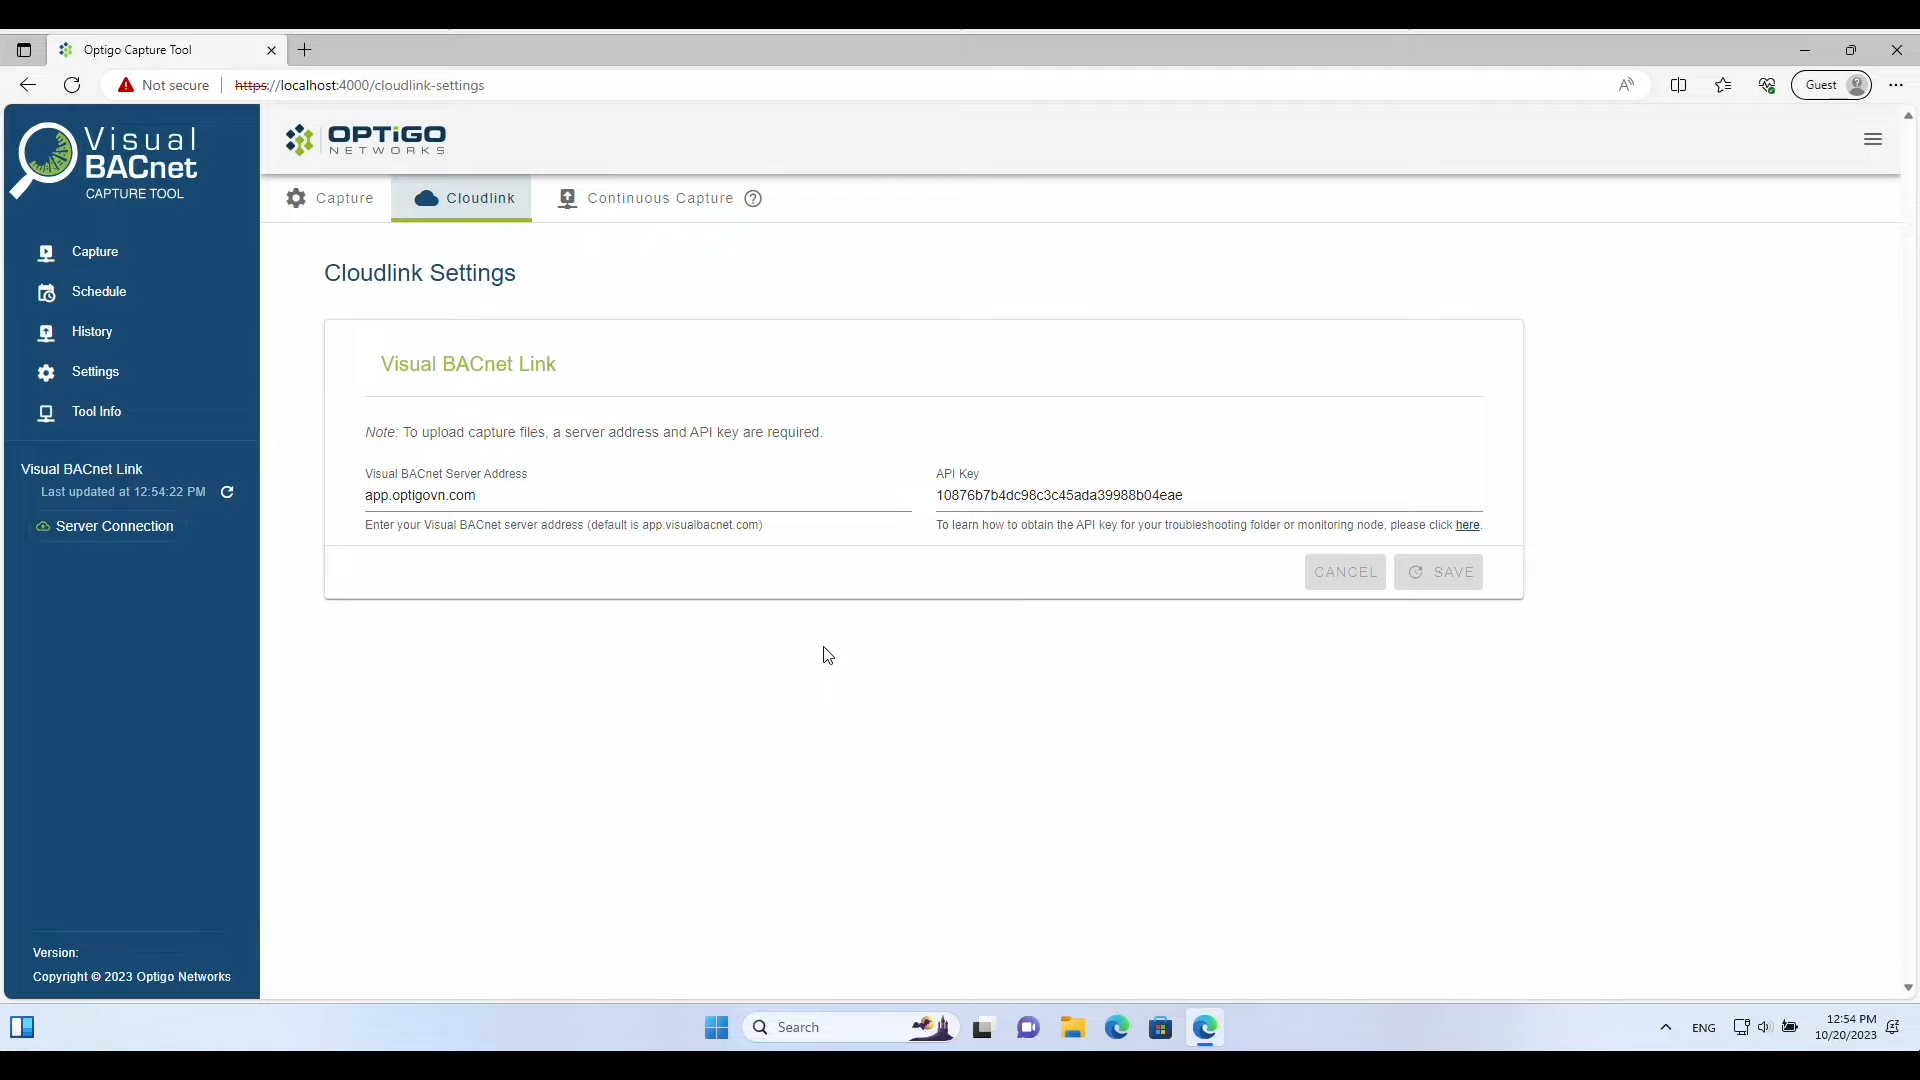 Optigo Capture Tool
Not secure
https://localhost:4000/cloudlink-settings
Guest
Visual
BACnet
CAPTURE TOOL
OPTiGO
NETWORKS
Capture
Cloudlink
Continuous Capture
Capture
Schedule
History
Settings
Tool Info
Visual BACnet Link
Last updated at 12:54:22 PM
Server Connection
Cloudlink Settings
Visual BACnet Link
Note: To upload capture files, a server address and API key are required.
Visual BACnet Server Address
app.optigovn.com
Enter your Visual BACnet server address (default is app.visualbacnet.com)
API Key
10876b7b4dc98c3c45ada39988b04eae
To learn how to obtain the API key for your troubleshooting folder or monitoring node, please click here.
CANCEL
SAVE
Version:
Copyright © 2023 Optigo Networks
Search
ENG
12:54 PM
10/20/2023